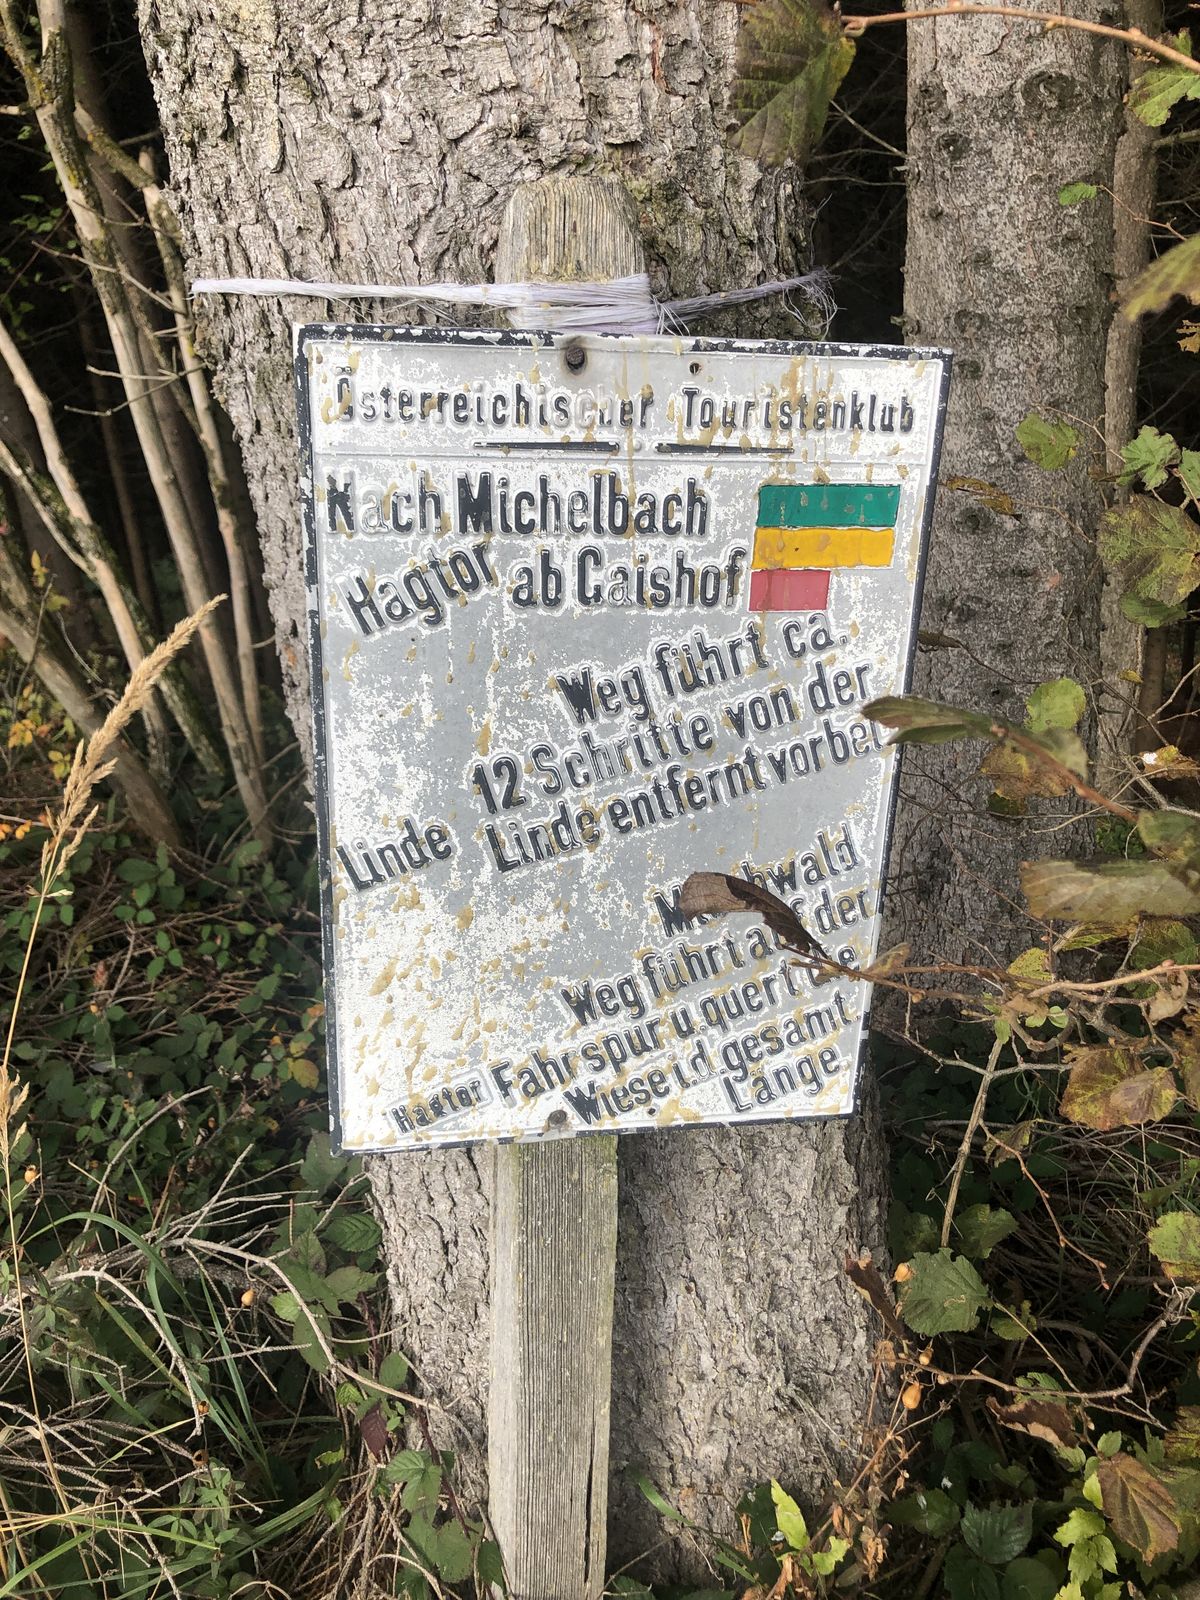 Österreichischer Touristenklub
Nach Michelbach
Hagtor ab Gaishof
Weg führt ca.
12 Schritte von der
Linde Linde entfernt vorbei
Weg führt auf der
Hagtor Fahrspur u. quert die
Wiese i.d. gesamt.
Länge